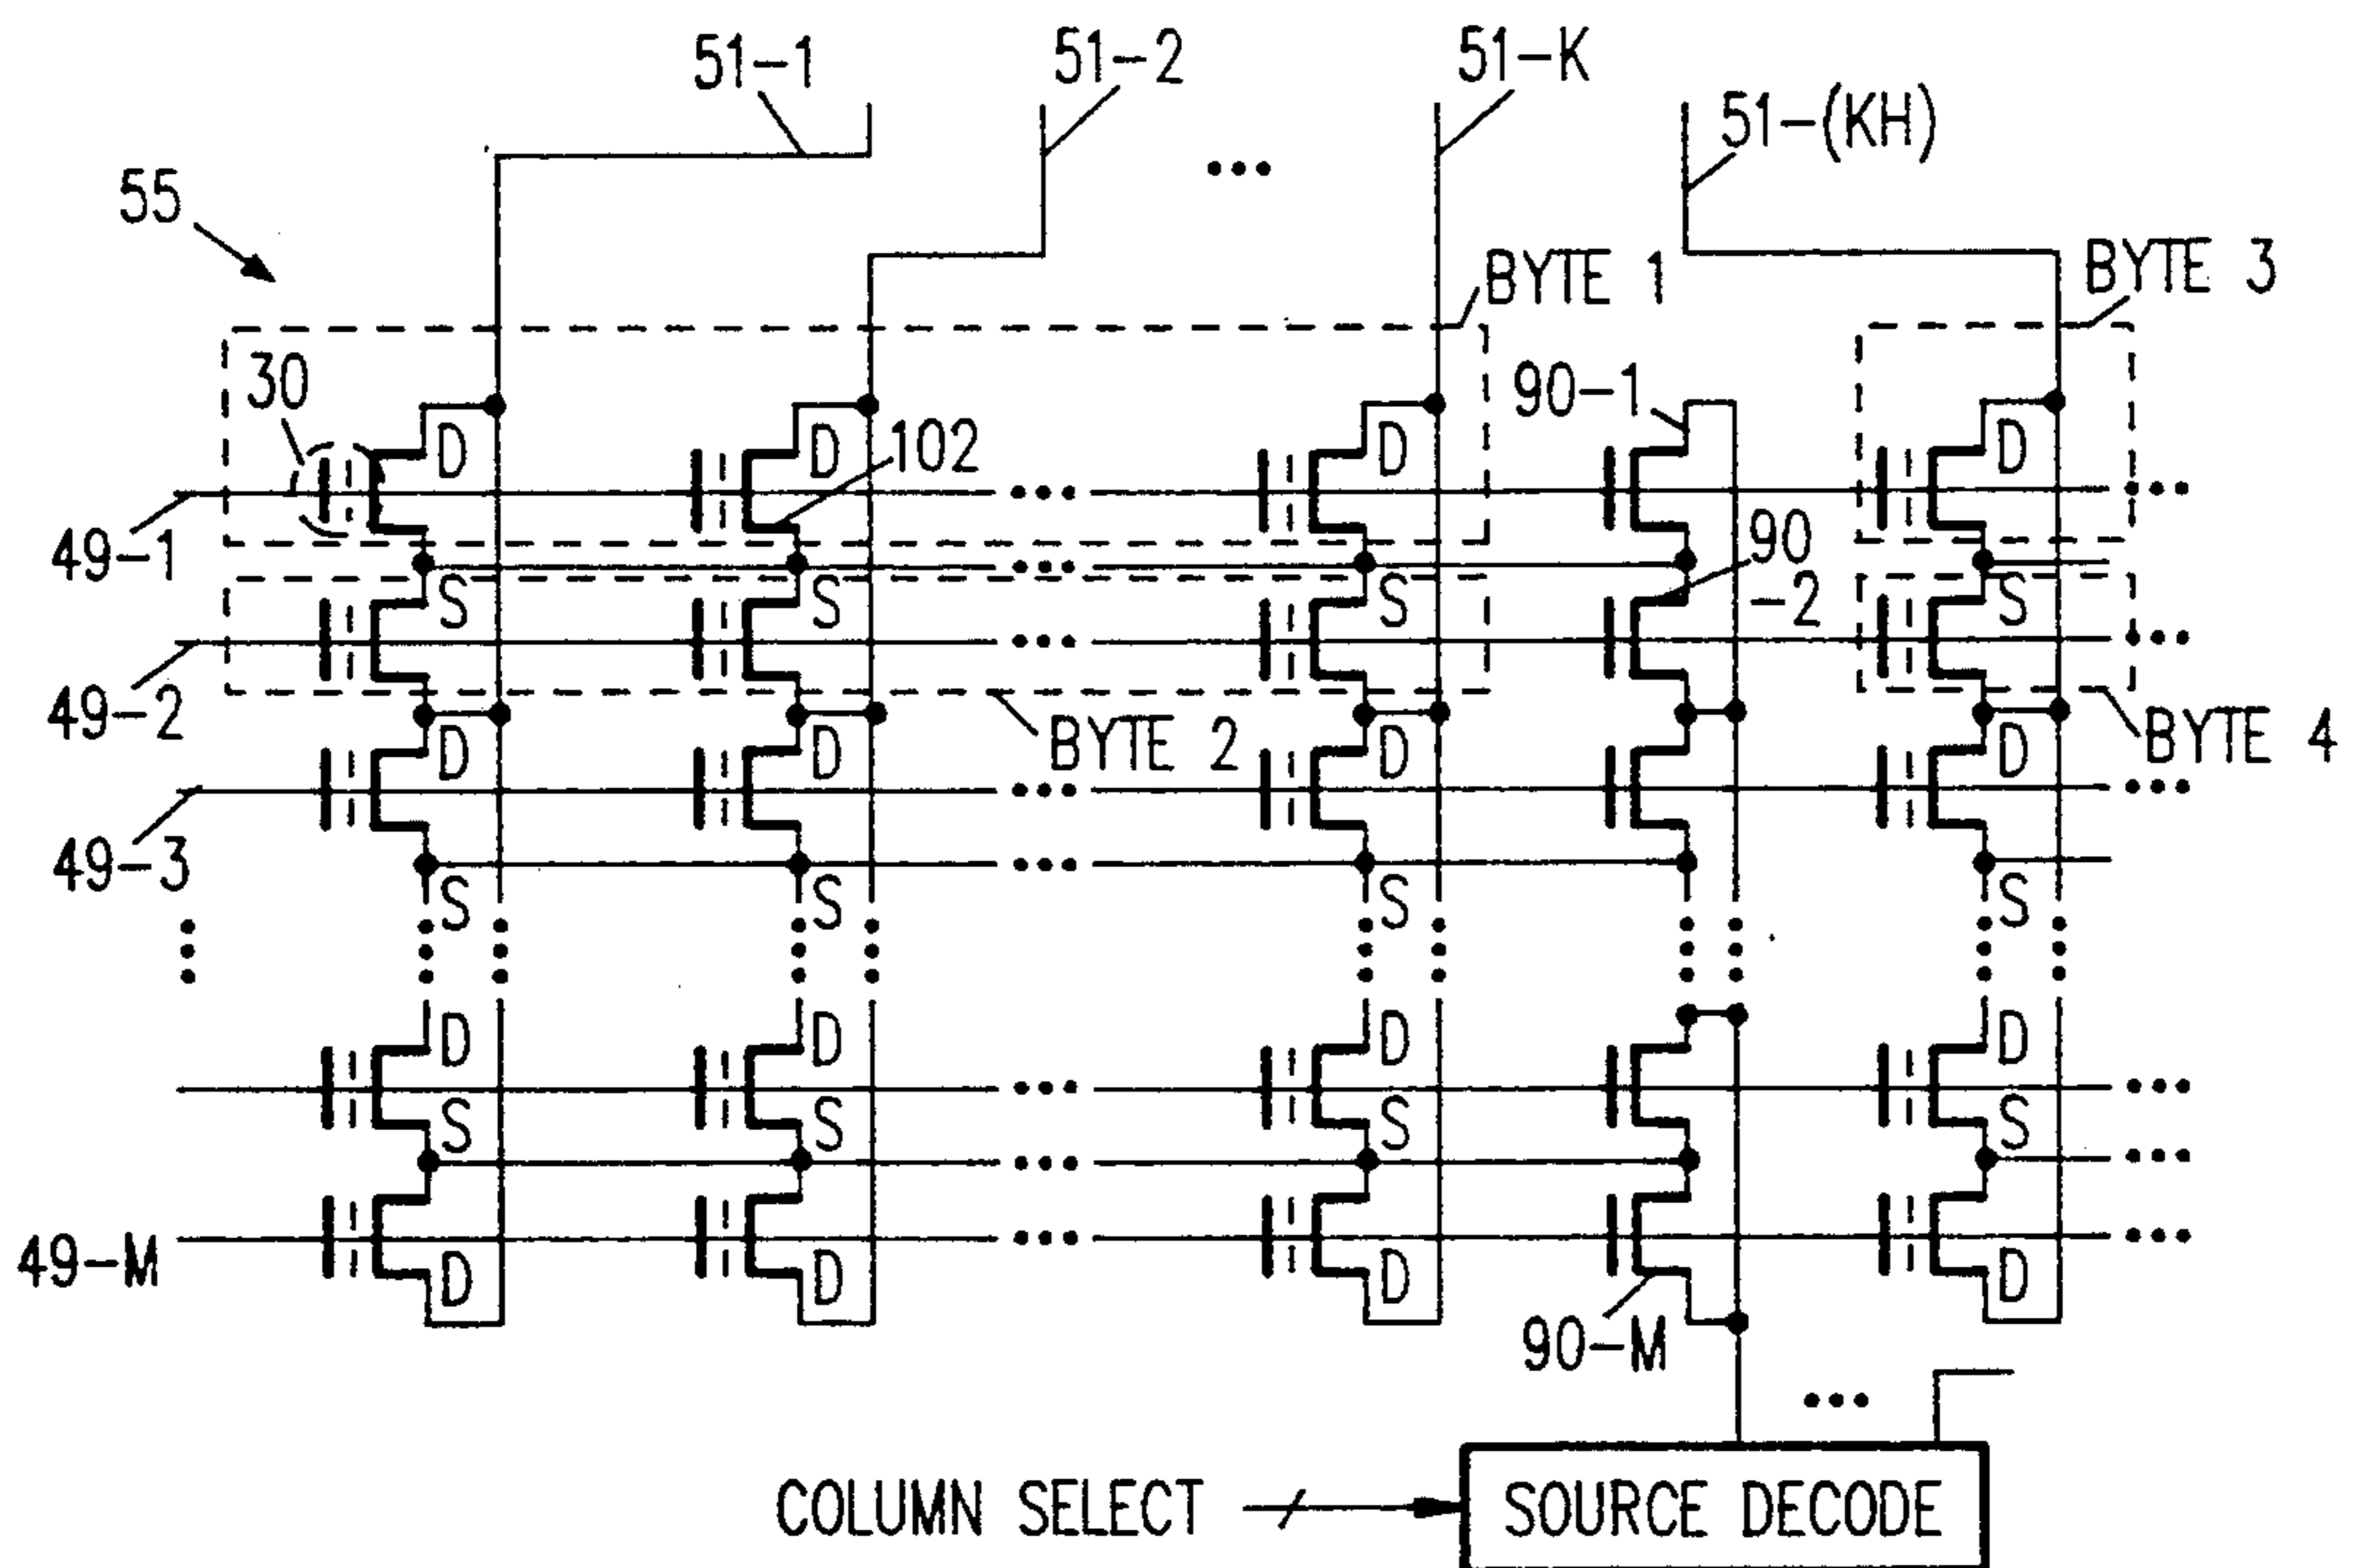 51-1
51-2
51-K
51-(KH)
55
BYTE 1
BYTE 3
30
90-1
D
D
102
D
D
49-1
90
-2
S
S
S
S
49-2
BYTE 2
BYTE 4
D
D
D
D
49-3
S
S
S
S
D
D
D
D
S
S
S
S
49-M
D
D
D
D
90-M
COLUMN SELECT
SOURCE DECODE